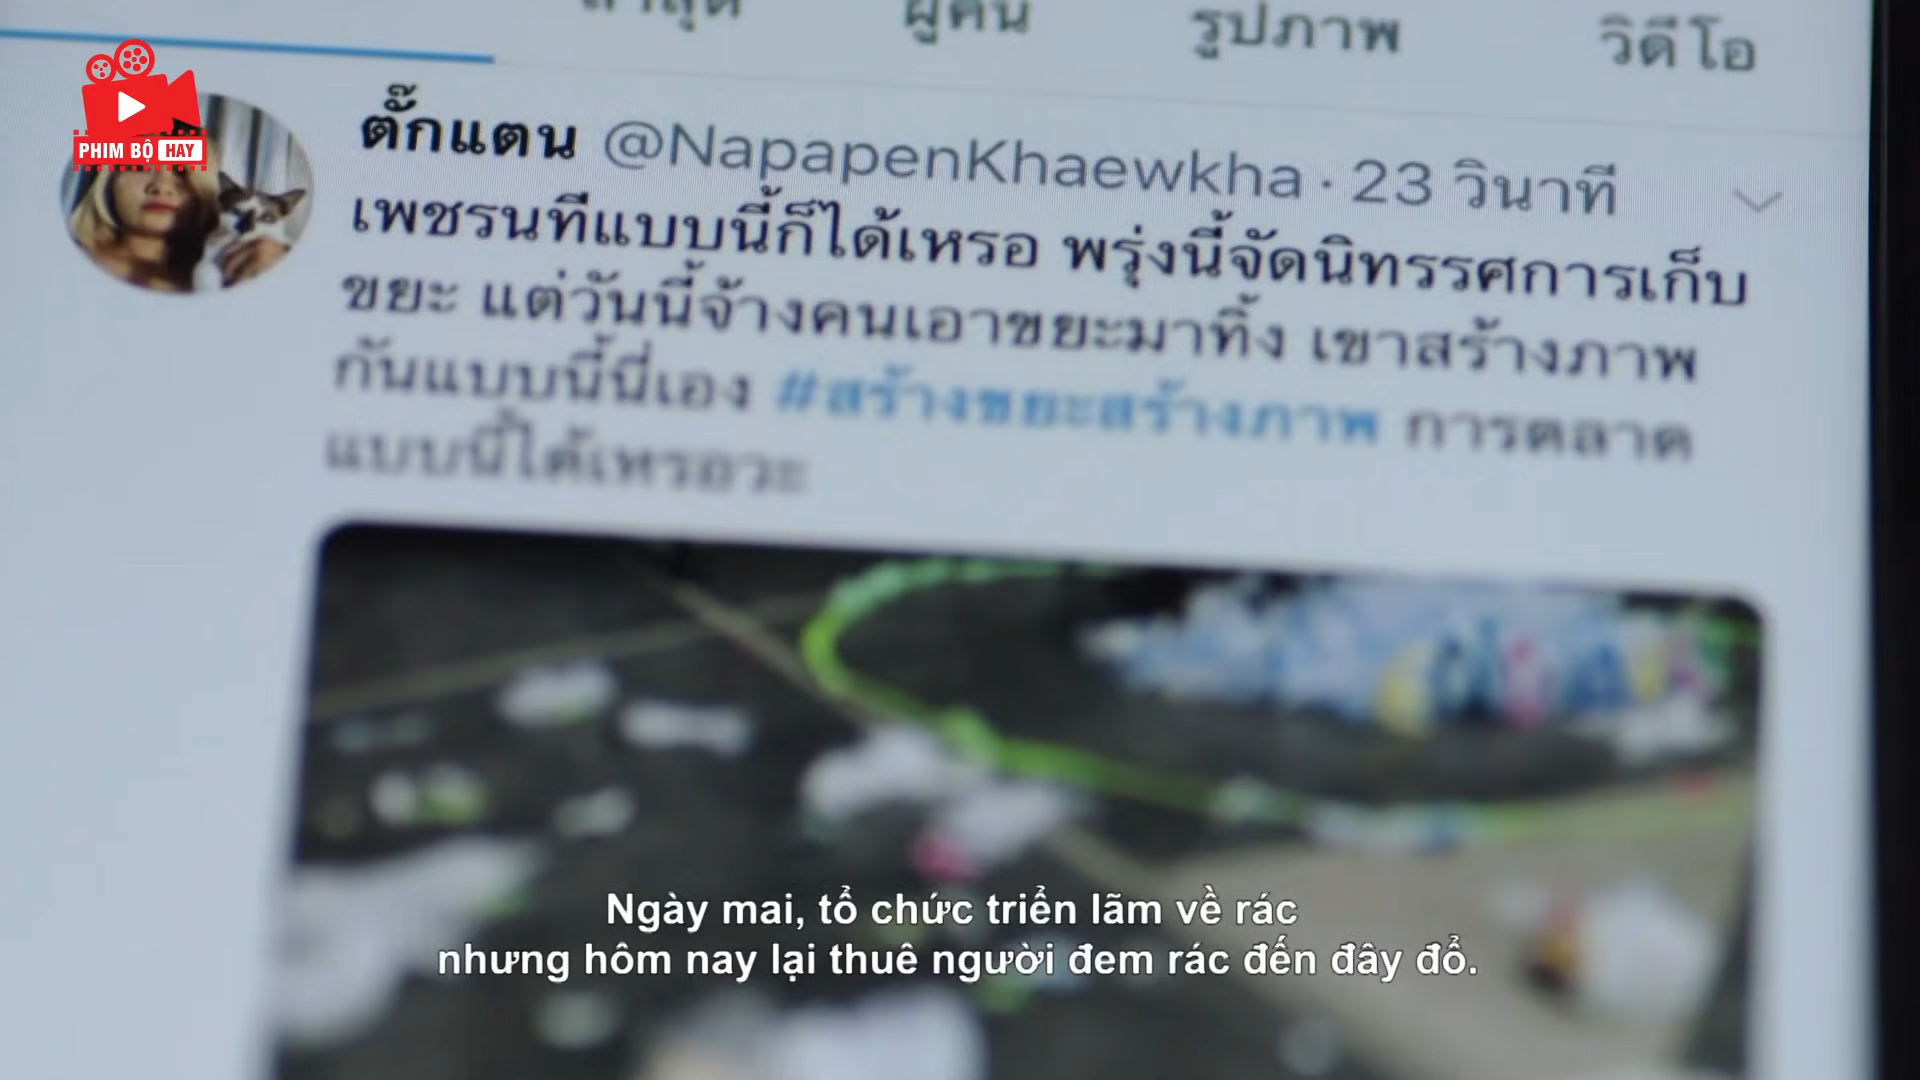 ล่าสุด ผู้คน รูปภาพ วิดีโอ
PHIM BỘ HAY
ตั๊กแตน @NapapenKhaewkha · 23 วินาที
เพชรนทีแบบนี้ก็ได้เหรอ พรุ่งนี้จัดนิทรรศการเก็บ
ขยะ แต่วันนี้จ้างคนเอาขยะมาทิ้ง เขาสร้างภาพ
กันแบบนี้นี่เอง #สร้างขยะสร้างภาพ การตลาด
แบบนี้ได้เหรอวะ
Ngày mai, tổ chức triển lãm về rác
nhưng hôm nay lại thuê người đem rác đến đây đổ.